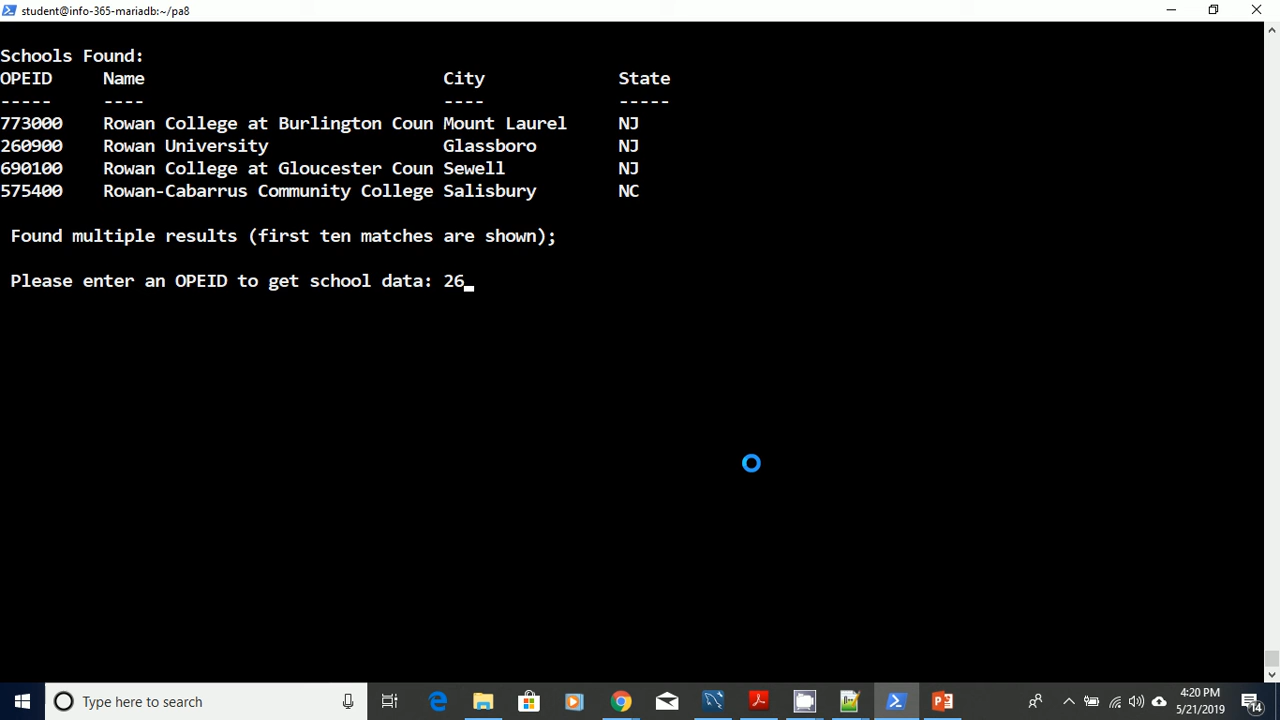 student@info-365-mariadb:~/pa8
Schools Found:
OPEID Name City State
----- ---- ---- -----
773000 Rowan College at Burlington Coun Mount Laurel NJ
260900 Rowan University Glassboro NJ
690100 Rowan College at Gloucester Coun Sewell NJ
575400 Rowan-Cabarrus Community College Salisbury NC
Found multiple results (first ten matches are shown);
Please enter an OPEID to get school data: 26_
Type here to search
4:20 PM
5/21/2019
14